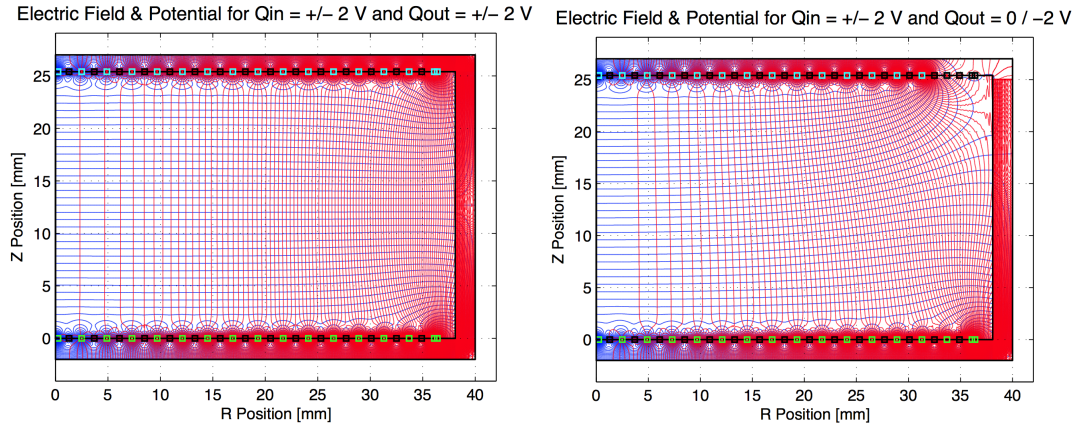 Electric Field & Potential for Qin = +/− 2 V and Qout = +/− 2 V
25
20
15
10
5
0
Z Position [mm]
0 5 10 15 20 25 30 35 40
R Position [mm]
Electric Field & Potential for Qin = +/− 2 V and Qout = 0 / −2 V
25
20
15
10
5
0
Z Position [mm]
0 5 10 15 20 25 30 35 40
R Position [mm]